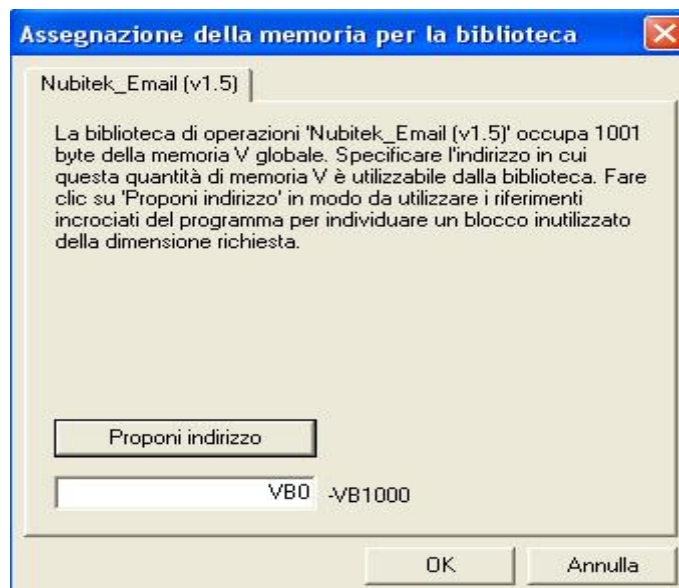 Assegnazione della memoria per la biblioteca
Nubitek_Email (v1.5)
La biblioteca di operazioni 'Nubitek_Email (v1.5)' occupa 1001
byte della memoria V globale. Specificare l'indirizzo in cui
questa quantità di memoria V è utilizzabile dalla biblioteca. Fare
clic su 'Proponi indirizzo' in modo da utilizzare i riferimenti
incrociati del programma per individuare un blocco inutilizzato
della dimensione richiesta.
Proponi indirizzo
VB0 -VB1000
OK Annulla